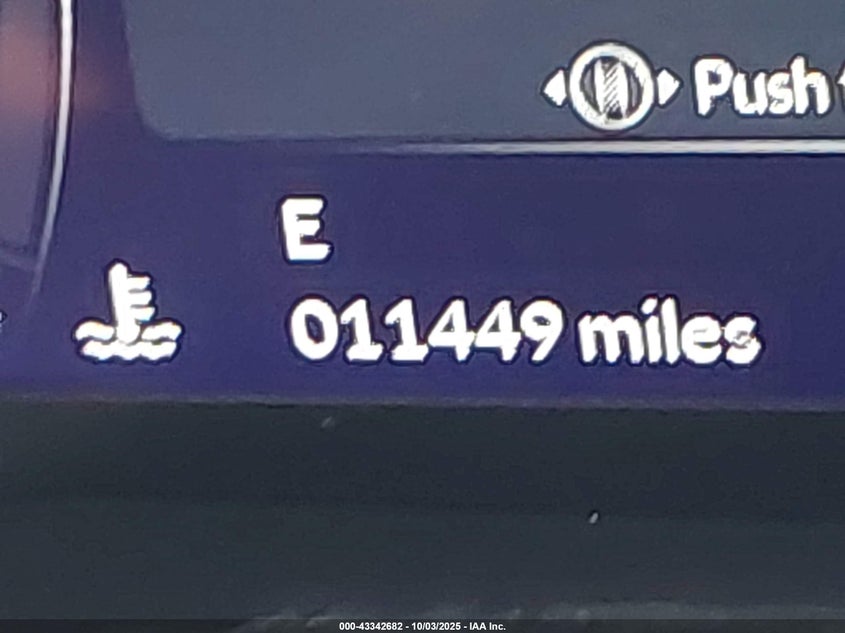 Push
E
011449 miles
000-43342682 - 10/03/2025 - IAA Inc.